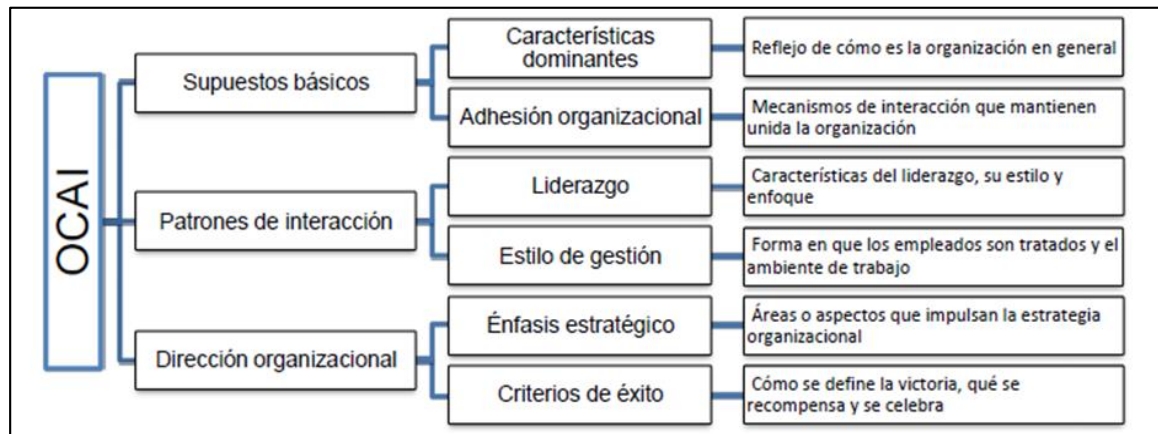 OCAI
Supuestos básicos
Características
dominantes
Reflejo de cómo es la organización en general
Adhesión organizacional
Mecanismos de interacción que mantienen
unida la organización
Patrones de interacción
Liderazgo
Características del liderazgo, su estilo y
enfoque
Estilo de gestión
Forma en que los empleados son tratados y el
ambiente de trabajo
Dirección organizacional
Énfasis estratégico
Áreas o aspectos que impulsan la estrategia
organizacional
Criterios de éxito
Cómo se define la victoria, qué se
recompensa y se celebra